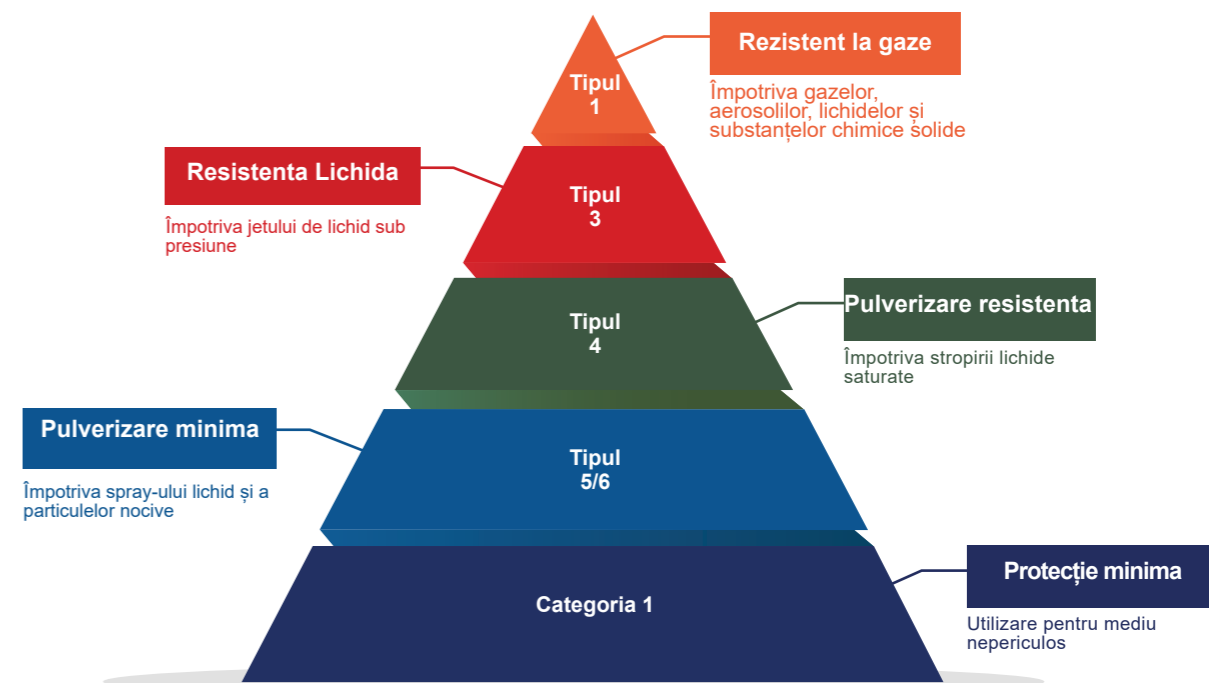 Rezistent la gaze
Împotriva gazelor,
aerosolilor, lichidelor și
substanțelor chimice solide
Tipul
1
Resistenta Lichida
Împotriva jetului de lichid sub
presiune
Tipul
3
Pulverizare resistenta
Împotriva stropirii lichide
saturate
Tipul
4
Pulverizare minima
Împotriva spray-ului lichid și a
particulelor nocive
Tipul
5/6
Protecție minima
Utilizare pentru mediu
nepericulos
Categoria 1